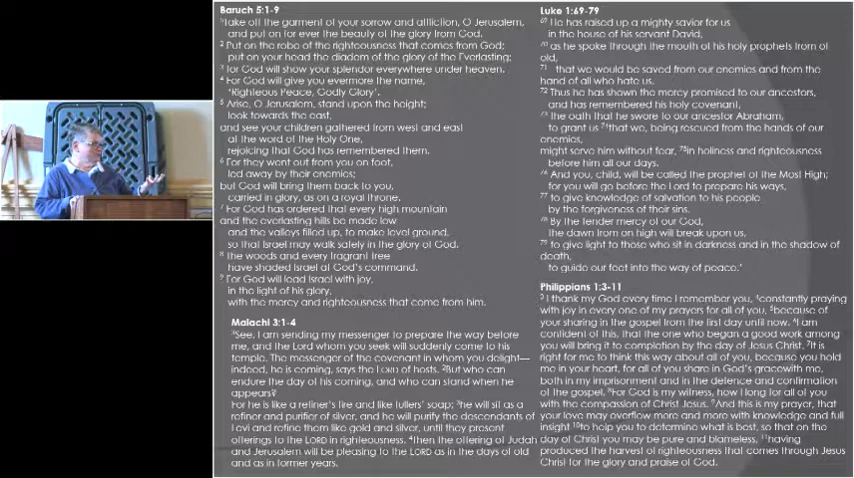 Baruch 5:1-9
1Take off the garment of your sorrow and affliction, O Jerusalem,
and put on for ever the beauty of the glory from God.
2 Put on the robe of the righteousness that comes from God;
put on your head the diadem of the glory of the Everlasting;
3 for God will show your splendor everywhere under heaven.
4 For God will give you evermore the name,
‘Righteous Peace, Godly Glory’.
5 Arise, O Jerusalem, stand upon the height;
look towards the east,
and see your children gathered from west and east
at the word of the Holy One,
rejoicing that God has remembered them.
6 For they went out from you on foot,
led away by their enemies;
but God will bring them back to you,
carried in glory, as on a royal throne.
7 For God has ordered that every high mountain
and the everlasting hills be made low
and the valleys filled up, to make level ground,
so that Israel may walk safely in the glory of God.
8 The woods and every fragrant tree
have shaded Israel at God’s command.
9 For God will lead Israel with joy,
in the light of his glory,
with the mercy and righteousness that come from him.
Malachi 3:1-4
1See, I am sending my messenger to prepare the way before
me, and the Lord whom you seek will suddenly come to his
temple. The messenger of the covenant in whom you delight—
indeed, he is coming, says the LORD of hosts. 2But who can
endure the day of his coming, and who can stand when he
appears?
For he is like a refiner’s fire and like fullers’ soap; 3he will sit as a
refiner and purifier of silver, and he will purify the descendants of
Levi and refine them like gold and silver, until they present
offerings to the LORD in righteousness. 4Then the offering of Judah
and Jerusalem will be pleasing to the LORD as in the days of old
and as in former years.
Luke 1:69-79
69 He has raised up a mighty savior for us
in the house of his servant David,
70 as he spoke through the mouth of his holy prophets from of
old,
71 that we would be saved from our enemies and from the
hand of all who hate us.
72 Thus he has shown the mercy promised to our ancestors,
and has remembered his holy covenant,
73 the oath that he swore to our ancestor Abraham,
to grant us 74that we, being rescued from the hands of our
enemies,
might serve him without fear, 75in holiness and righteousness
before him all our days.
76 And you, child, will be called the prophet of the Most High;
for you will go before the Lord to prepare his ways,
77 to give knowledge of salvation to his people
by the forgiveness of their sins.
78 By the tender mercy of our God,
the dawn from on high will break upon us,
79 to give light to those who sit in darkness and in the shadow of
death,
to guide our feet into the way of peace.’
Philippians 1:3-11
3 I thank my God every time I remember you, 4constantly praying
with joy in every one of my prayers for all of you, 5because of
your sharing in the gospel from the first day until now. 6I am
confident of this, that the one who began a good work among
you will bring it to completion by the day of Jesus Christ. 7It is
right for me to think this way about all of you, because you hold
me in your heart, for all of you share in God’s gracewith me,
both in my imprisonment and in the defence and confirmation
of the gospel. 8For God is my witness, how I long for all of you
with the compassion of Christ Jesus. 9And this is my prayer, that
your love may overflow more and more with knowledge and full
insight 10to help you to determine what is best, so that on the
day of Christ you may be pure and blameless, 11having
produced the harvest of righteousness that comes through Jesus
Christ for the glory and praise of God.